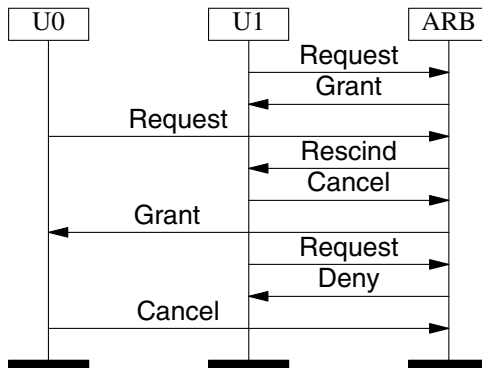 U0 U1 ARB
Request
Grant
Request
Rescind
Cancel
Grant
Request
Deny
Cancel